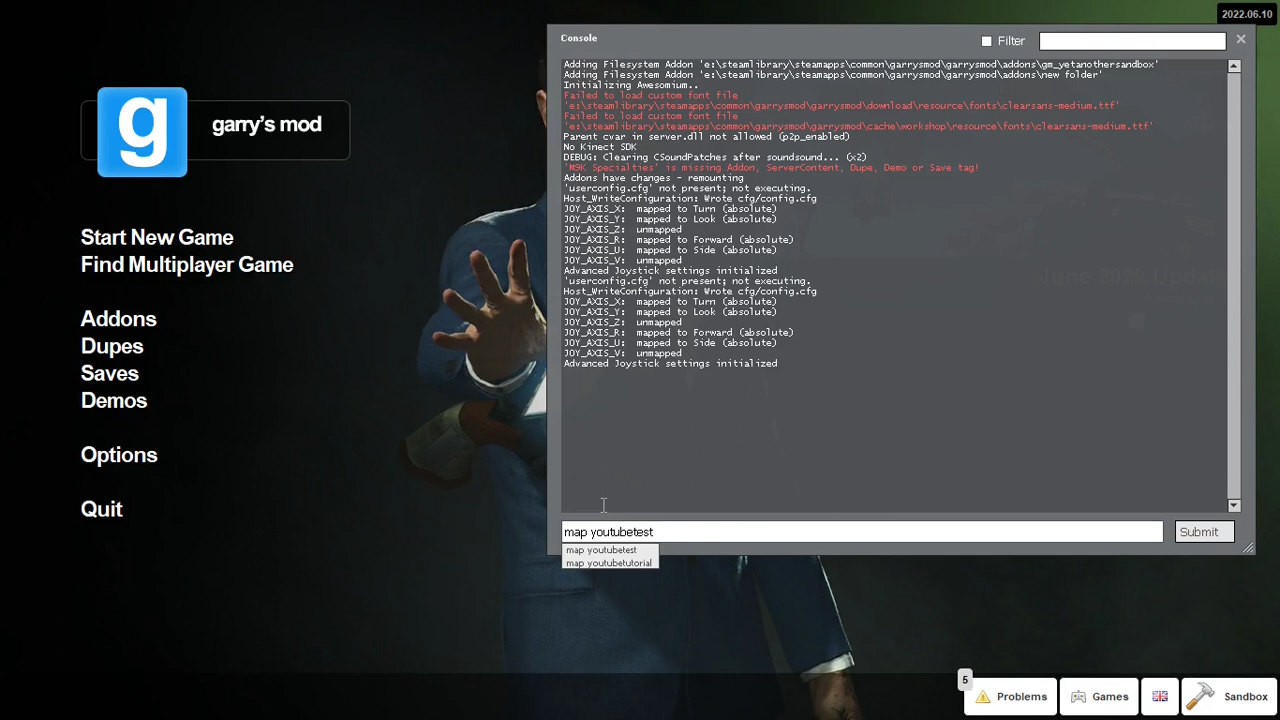 2022.06.10
g
garry's mod
Start New Game
Find Multiplayer Game
Addons
Dupes
Saves
Demos
Options
Quit
Console
Filter
Adding Filesystem Addon 'e:\steamlibrary\steamapps\common\garrysmod\garrysmod\addons\gm_yetanothersandbox'
Adding Filesystem Addon 'e:\steamlibrary\steamapps\common\garrysmod\garrysmod\addons\new folder'
Initializing Awesomium..
Failed to load custom font file
'e:\steamlibrary\steamapps\common\garrysmod\garrysmod\download\resource\fonts\clearsans-medium.ttf'
Failed to load custom font file
'e:\steamlibrary\steamapps\common\garrysmod\garrysmod\cache\workshop\resource\fonts\clearsans-medium.ttf'
Parent cvar in server.dll not allowed (p2p_enabled)
No Kinect SDK
DEBUG: Clearing CSoundPatches after soundsound... (x2)
'M9K Specialties' is missing Addon, ServerContent, Dupe, Demo or Save tag!
Addons have changes - remounting
'userconfig.cfg' not present; not executing.
Host_WriteConfiguration: Wrote cfg/config.cfg
JOY_AXIS_X: mapped to Turn (absolute)
JOY_AXIS_Y: mapped to Look (absolute)
JOY_AXIS_Z: unmapped
JOY_AXIS_R: mapped to Forward (absolute)
JOY_AXIS_U: mapped to Side (absolute)
JOY_AXIS_V: unmapped
Advanced Joystick settings initialized
'userconfig.cfg' not present; not executing.
Host_WriteConfiguration: Wrote cfg/config.cfg
JOY_AXIS_X: mapped to Turn (absolute)
JOY_AXIS_Y: mapped to Look (absolute)
JOY_AXIS_Z: unmapped
JOY_AXIS_R: mapped to Forward (absolute)
JOY_AXIS_U: mapped to Side (absolute)
JOY_AXIS_V: unmapped
Advanced Joystick settings initialized
June 2022 Updat
map youtubetest
Submit
map youtubetest
map youtubetutorial
5
Problems
Games
Sandbox